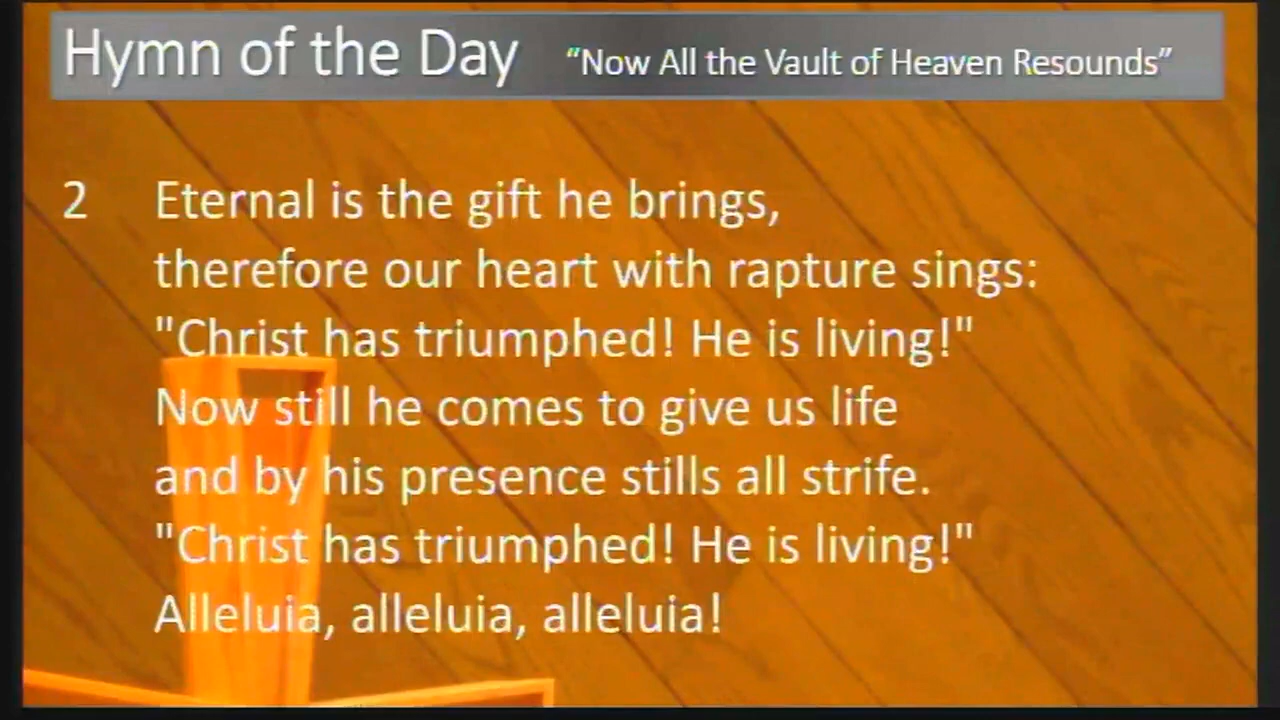 Hymn of the Day “Now All the Vault of Heaven Resounds”
2 Eternal is the gift he brings,
therefore our heart with rapture sings:
"Christ has triumphed! He is living!"
Now still he comes to give us life
and by his presence stills all strife.
"Christ has triumphed! He is living!"
Alleluia, alleluia, alleluia!